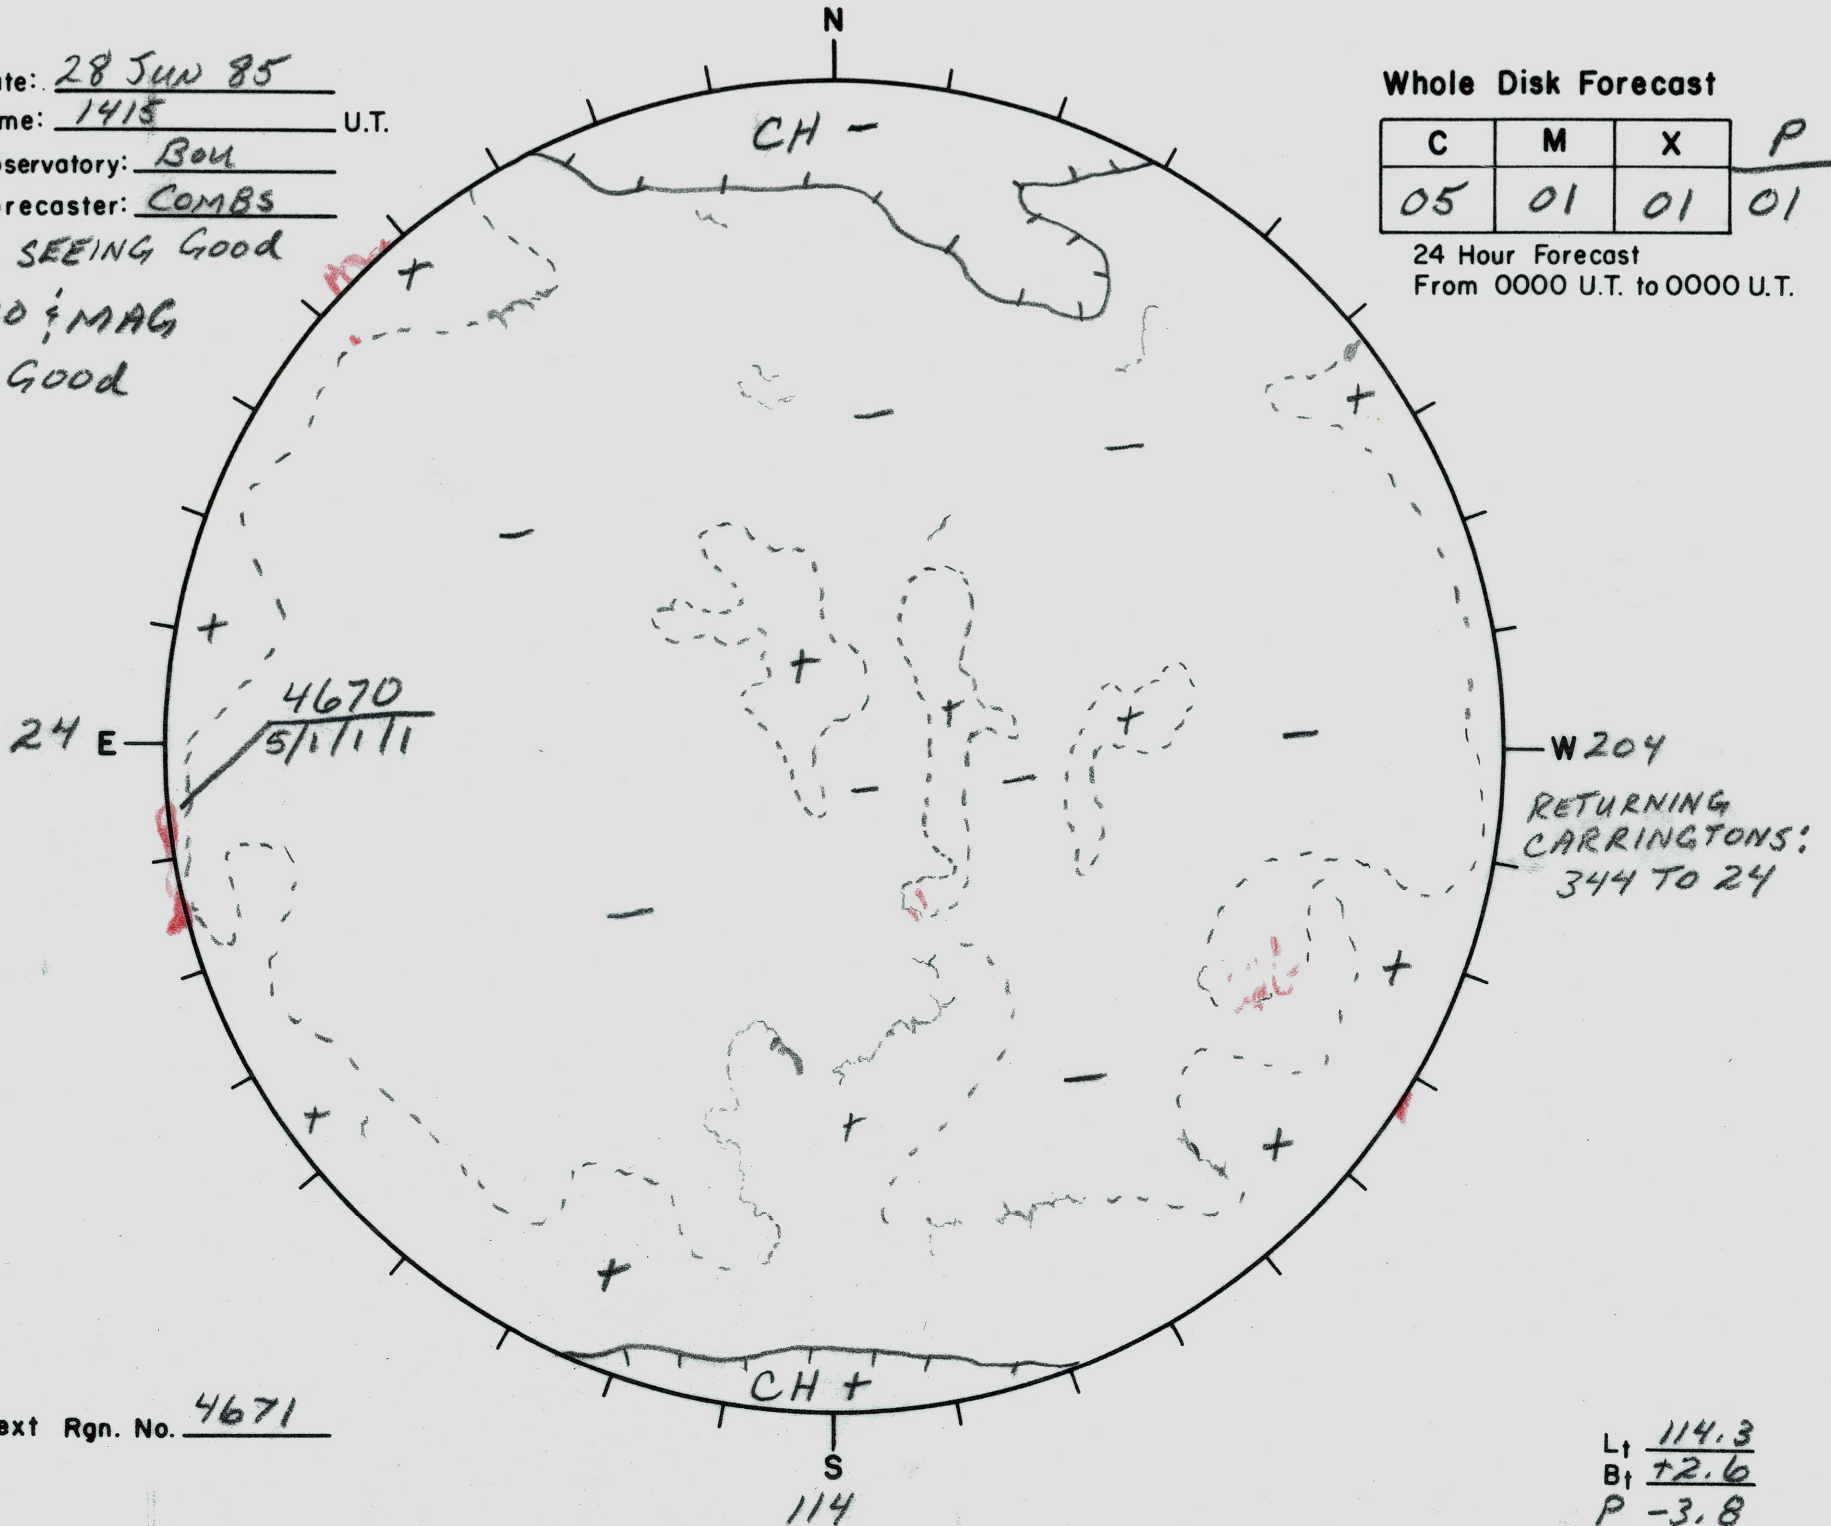 N
te: 28 Jun 85
me: 1415 U.T.
servatory: Bou
recaster: COMBS
SEEING Good
O & MAG
Good
Whole Disk Forecast
C M X P
05 01 01 01
24 Hour Forecast
From 0000 U.T. to 0000 U.T.
CH -
+
+
-
-
-
+
+
+
+
4670
5/1/1/1
24 E
-
W 204
-
-
RETURNING
CARRINGTONS:
344 TO 24
-
+
-
+
+
+
+
CH +
ext Rgn. No. 4671
S
114
Lt 114.3
Bt +2.6
P -3.8